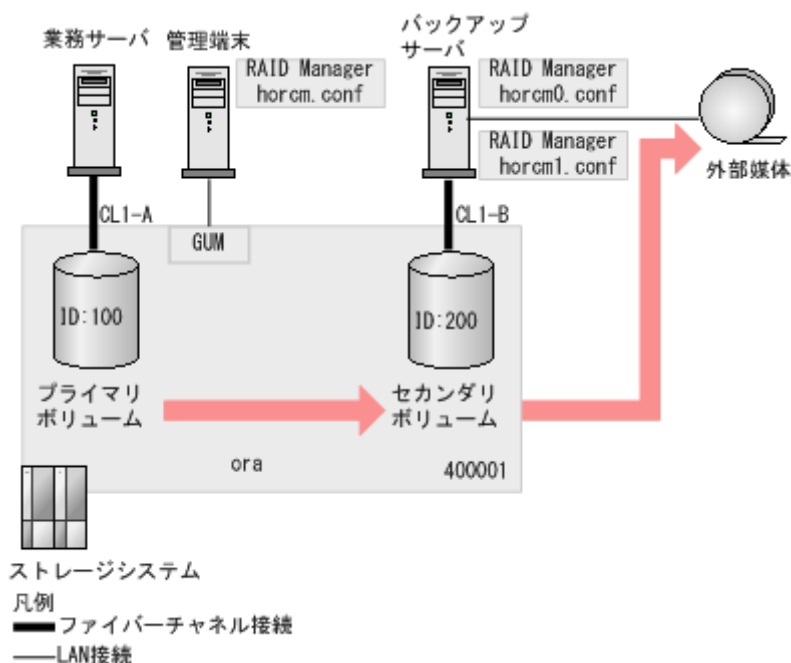 業務サーバ
管理端末
RAID Manager
horcm.conf
バックアップ
サーバ
RAID Manager
horcm0.conf
RAID Manager
horcm1.conf
外部媒体
CL1-A
GUM
CL1-B
ID:100
ID:200
プライマリ
ボリューム
セカンダリ
ボリューム
ora
400001
ストレージシステム
凡例
ファイバーチャネル接続
LAN接続